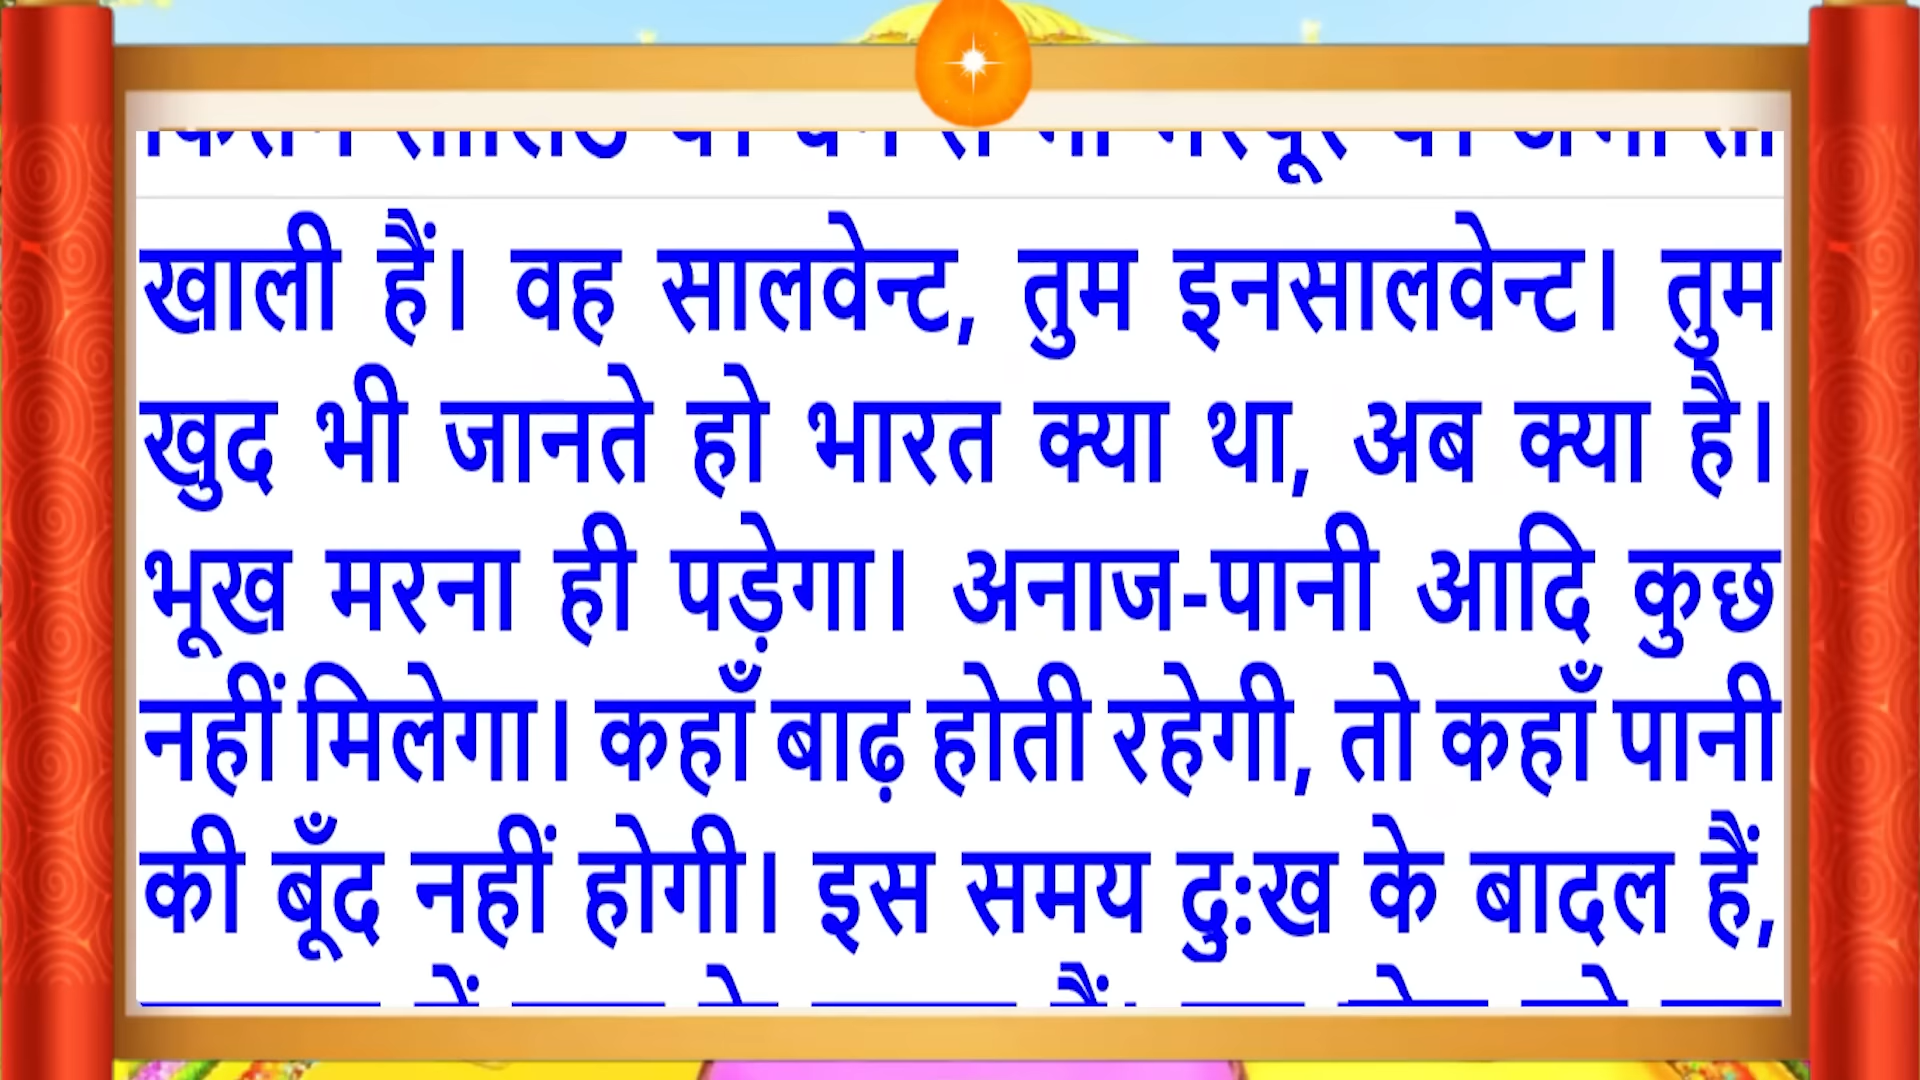 खाली हैं। वह सालवेन्ट, तुम इनसालवेन्ट। तुम
खुद भी जानते हो भारत क्या था, अब क्या है।
भूख मरना ही पड़ेगा। अनाज-पानी आदि कुछ
नहीं मिलेगा। कहाँ बाढ़ होती रहेगी, तो कहाँ पानी
की बूँद नहीं होगी। इस समय दु:ख के बादल हैं,